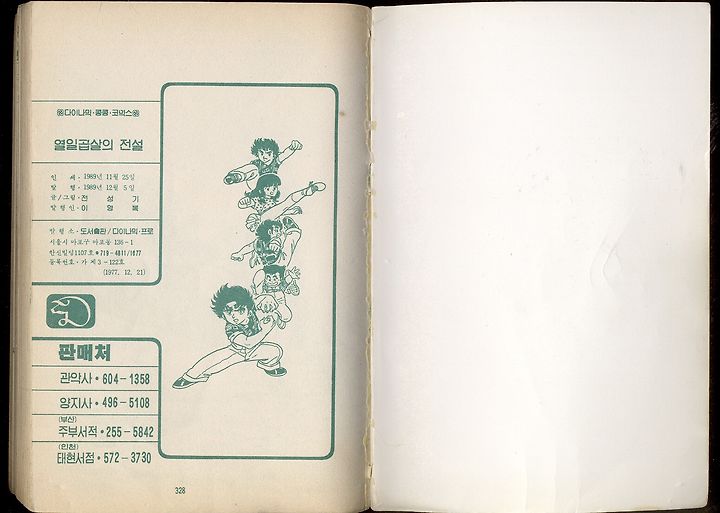 다이나믹·콩콩·코믹스
열일곱살의 전설
인 쇄·1989년 11월 25일
발 행·1989년 12월 5일
글/그림·전 성 기
발행인·이 영 복
발행소·도서출판/다이나믹·프로
서울시 마포구 마포동 136-1
한신빌딩1107호 ☎719-4811/1677
등록번호·가 제3-122호
(1977. 12. 21)
판매처
관악사·604-1358
양지사·496-5108
(부산)
주부서적·255-5842
(인천)
태현서점·572-3730
328